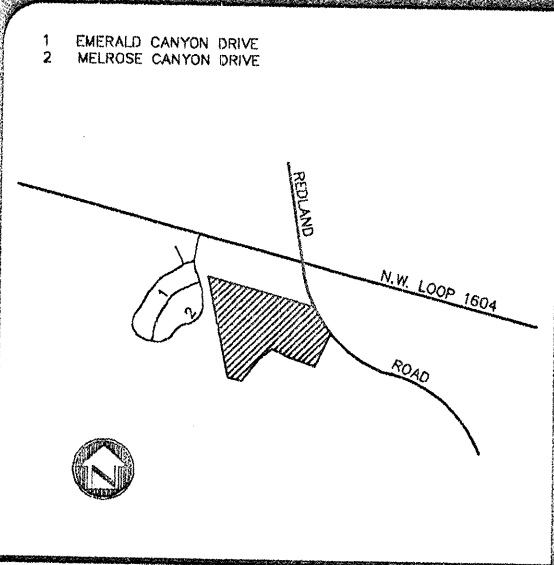 1 EMERALD CANYON DRIVE
2 MELROSE CANYON DRIVE
REDLAND
N.W. LOOP 1604
1
2
ROAD
N